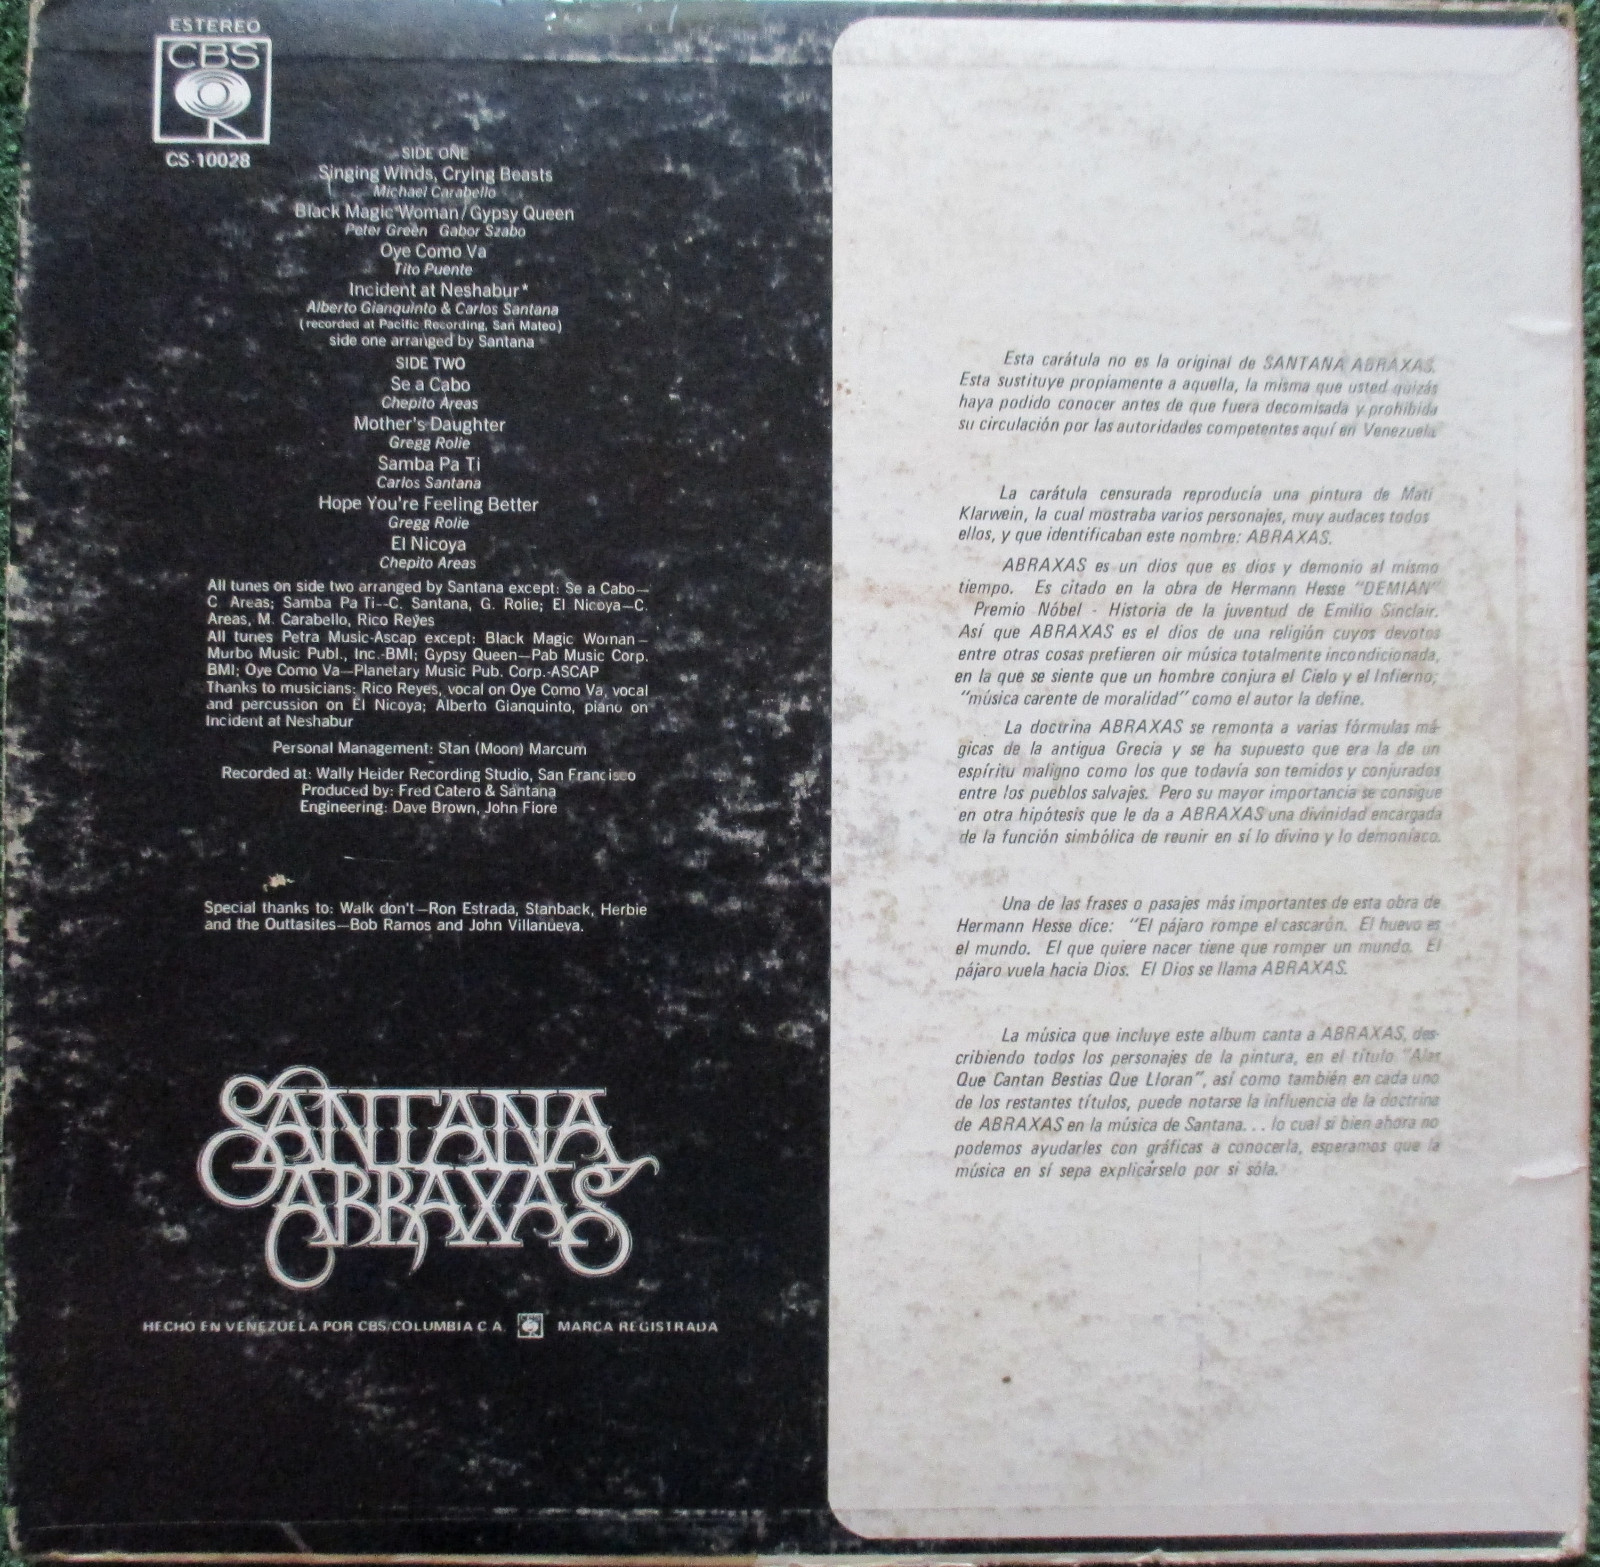 ESTEREO
CBS
CS-10028
SIDE ONE
Singing Winds, Crying Beasts
Michael Carabello
Black Magic Woman/Gypsy Queen
Peter Green Gabor Szabo
Oye Como Va
Tito Puente
Incident at Neshabur*
Alberto Gianquinto & Carlos Santana
(recorded at Pacific Recording, San Mateo)
side one arranged by Santana
SIDE TWO
Se a Cabo
Chepito Areas
Mother's Daughter
Gregg Rolie
Samba Pa Ti
Carlos Santana
Hope You're Feeling Better
Gregg Rolie
El Nicoya
Chepito Areas
All tunes on side two arranged by Santana except: Se a Cabo—
C. Areas; Samba Pa Ti--C. Santana, G. Rolie; El Nicoya—C.
Areas, M. Carabello, Rico Reyes
All tunes Petra Music-Ascap except: Black Magic Woman—
Murbo Music Publ., Inc.-BMI; Gypsy Queen—Pab Music Corp.
BMI; Oye Como Va—Planetary Music Pub. Corp.-ASCAP
Thanks to musicians: Rico Reyes, vocal on Oye Como Va, vocal
and percussion on El Nicoya; Alberto Gianquinto, piano on
Incident at Neshabur
Personal Management: Stan (Moon) Marcum
Recorded at: Wally Heider Recording Studio, San Francisco
Produced by: Fred Catero & Santana
Engineering: Dave Brown, John Fiore
Special thanks to: Walk don't—Ron Estrada, Stanback, Herbie
and the Outtasites—Bob Ramos and John Villanueva.
SANTANA
ABRAXAS
HECHO EN VENEZUELA POR CBS/COLUMBIA C.A. MARCA REGISTRADA
Esta carátula no es la original de SANTANA ABRAXAS.
Esta sustituye propiamente a aquella, la misma que usted quizás
haya podido conocer antes de que fuera decomisada y prohibida
su circulación por las autoridades competentes aquí en Venezuela.
La carátula censurada reproducía una pintura de Mati
Klarwein, la cual mostraba varios personajes, muy audaces todos
ellos, y que identificaban este nombre: ABRAXAS.
ABRAXAS es un dios que es dios y demonio al mismo
tiempo. Es citado en la obra de Hermann Hesse "DEMIAN"
Premio Nóbel - Historia de la juventud de Emilio Sinclair.
Así que ABRAXAS es el dios de una religión cuyos devotos
entre otras cosas prefieren oir música totalmente incondicionada,
en la que se siente que un hombre conjura el Cielo y el Infierno;
"música carente de moralidad" como el autor la define.
La doctrina ABRAXAS se remonta a varias fórmulas má-
gicas de la antigua Grecia y se ha supuesto que era la de un
espíritu maligno como los que todavía son temidos y conjurados
entre los pueblos salvajes. Pero su mayor importancia se consigue
en otra hipótesis que le da a ABRAXAS una divinidad encargada
de la función simbólica de reunir en sí lo divino y lo demoníaco.
Una de las frases o pasajes más importantes de esta obra de
Hermann Hesse dice: "El pájaro rompe el cascarón. El huevo es
el mundo. El que quiere nacer tiene que romper un mundo. El
pájaro vuela hacia Dios. El Dios se llama ABRAXAS.
La música que incluye este album canta a ABRAXAS, des-
cribiendo todos los personajes de la pintura, en el título "Alas
Que Cantan Bestias Que Lloran", así como también en cada uno
de los restantes títulos, puede notarse la influencia de la doctrina
de ABRAXAS en la música de Santana... lo cual si bien ahora no
podemos ayudarles con gráficas a conocerla, esperamos que la
música en sí sepa explicárselo por si sóla.